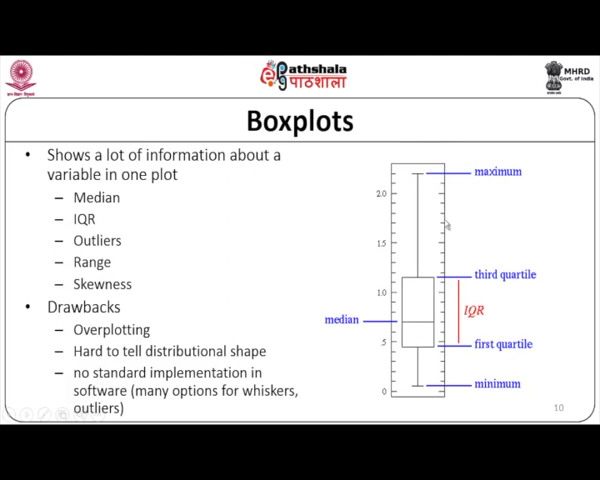 Pathshala
पाठशाला
MHRD
Govt. of India
Boxplots
• Shows a lot of information about a
variable in one plot
– Median
– IQR
– Outliers
– Range
– Skewness
• Drawbacks
– Overplotting
– Hard to tell distributional shape
– no standard implementation in
software (many options for whiskers,
outliers)
maximum
2.0
1.5
third quartile
1.0
IQR
median
.5
first quartile
minimum
0
10